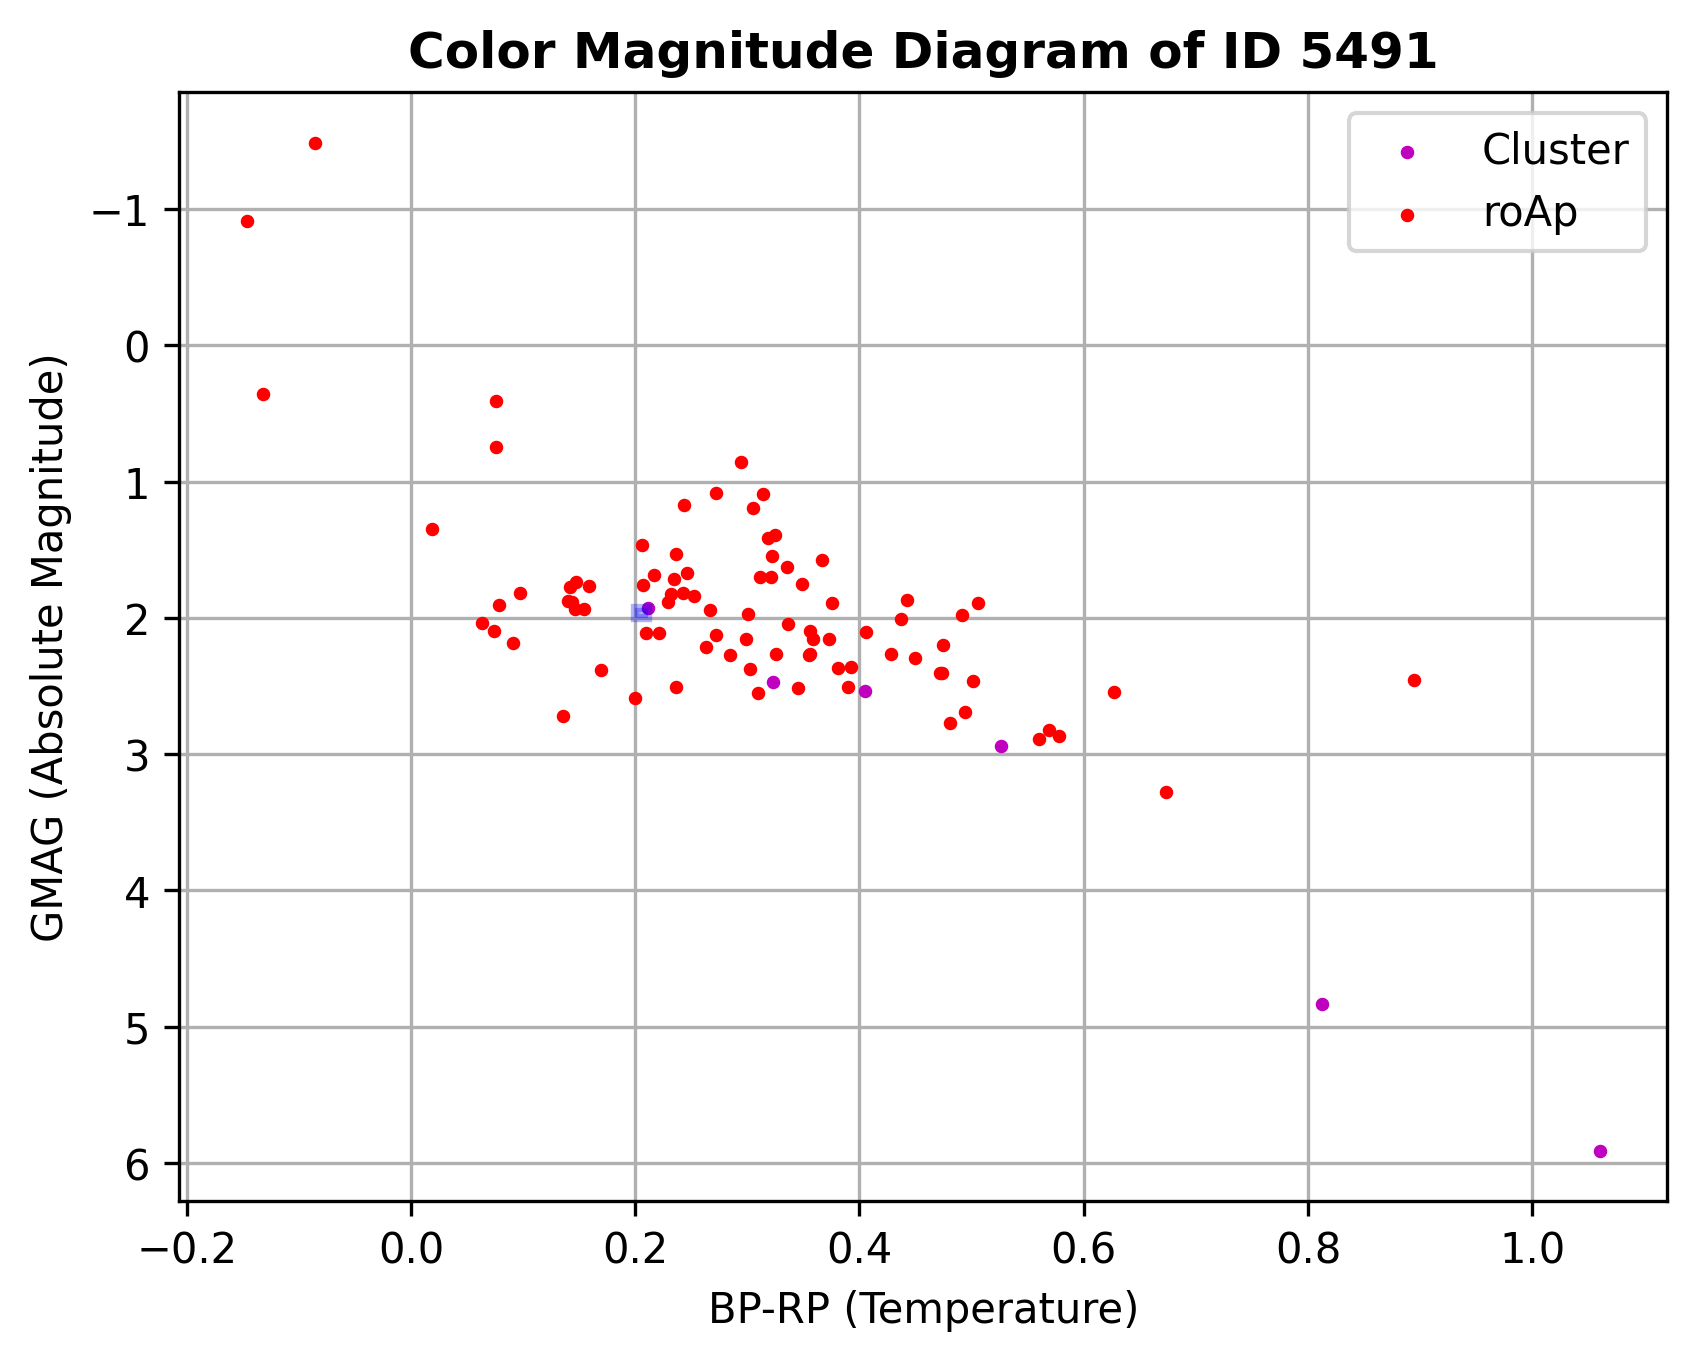 Color Magnitude Diagram of ID 5491
Cluster
roAp
GMAG (Absolute Magnitude)
−1
0
1
2
3
4
5
6
−0.2 0.0 0.2 0.4 0.6 0.8 1.0
BP-RP (Temperature)